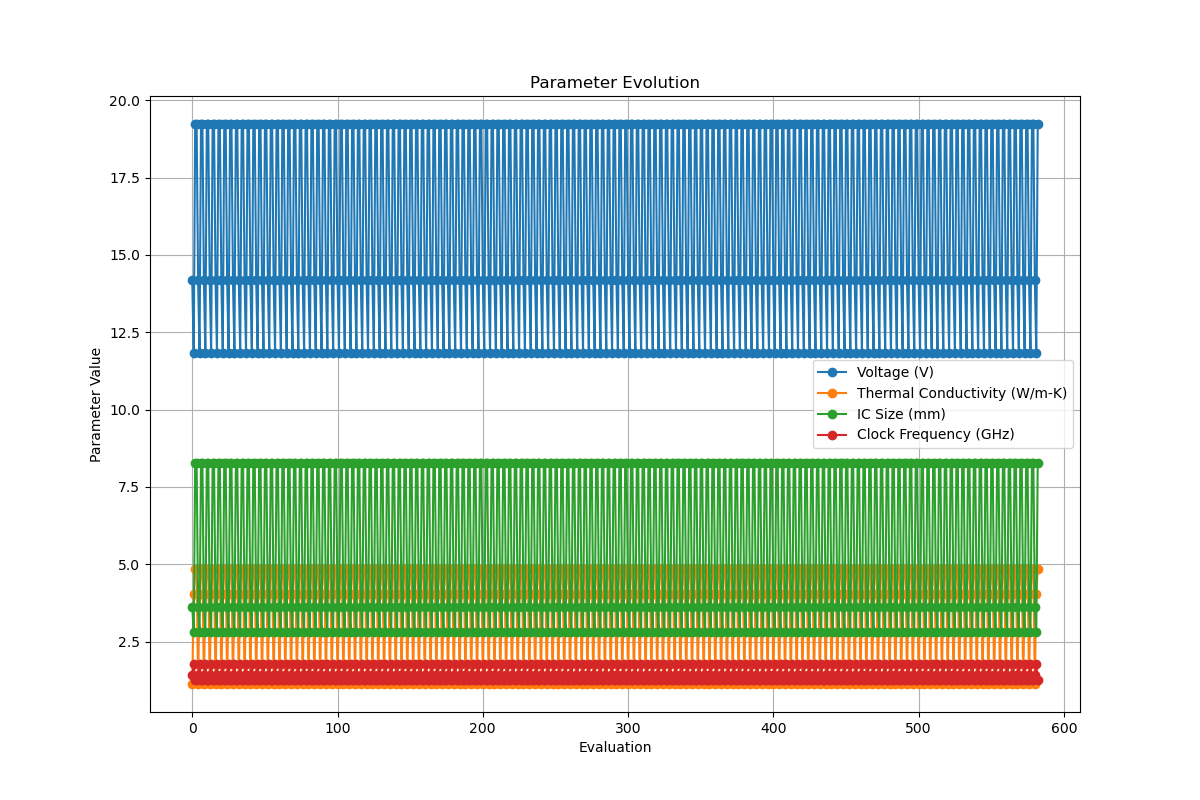 Parameter Evolution
20.0
17.5
15.0
12.5
10.0
7.5
5.0
2.5
Parameter Value
Voltage (V)
Thermal Conductivity (W/m-K)
IC Size (mm)
Clock Frequency (GHz)
0 100 200 300 400 500 600
Evaluation